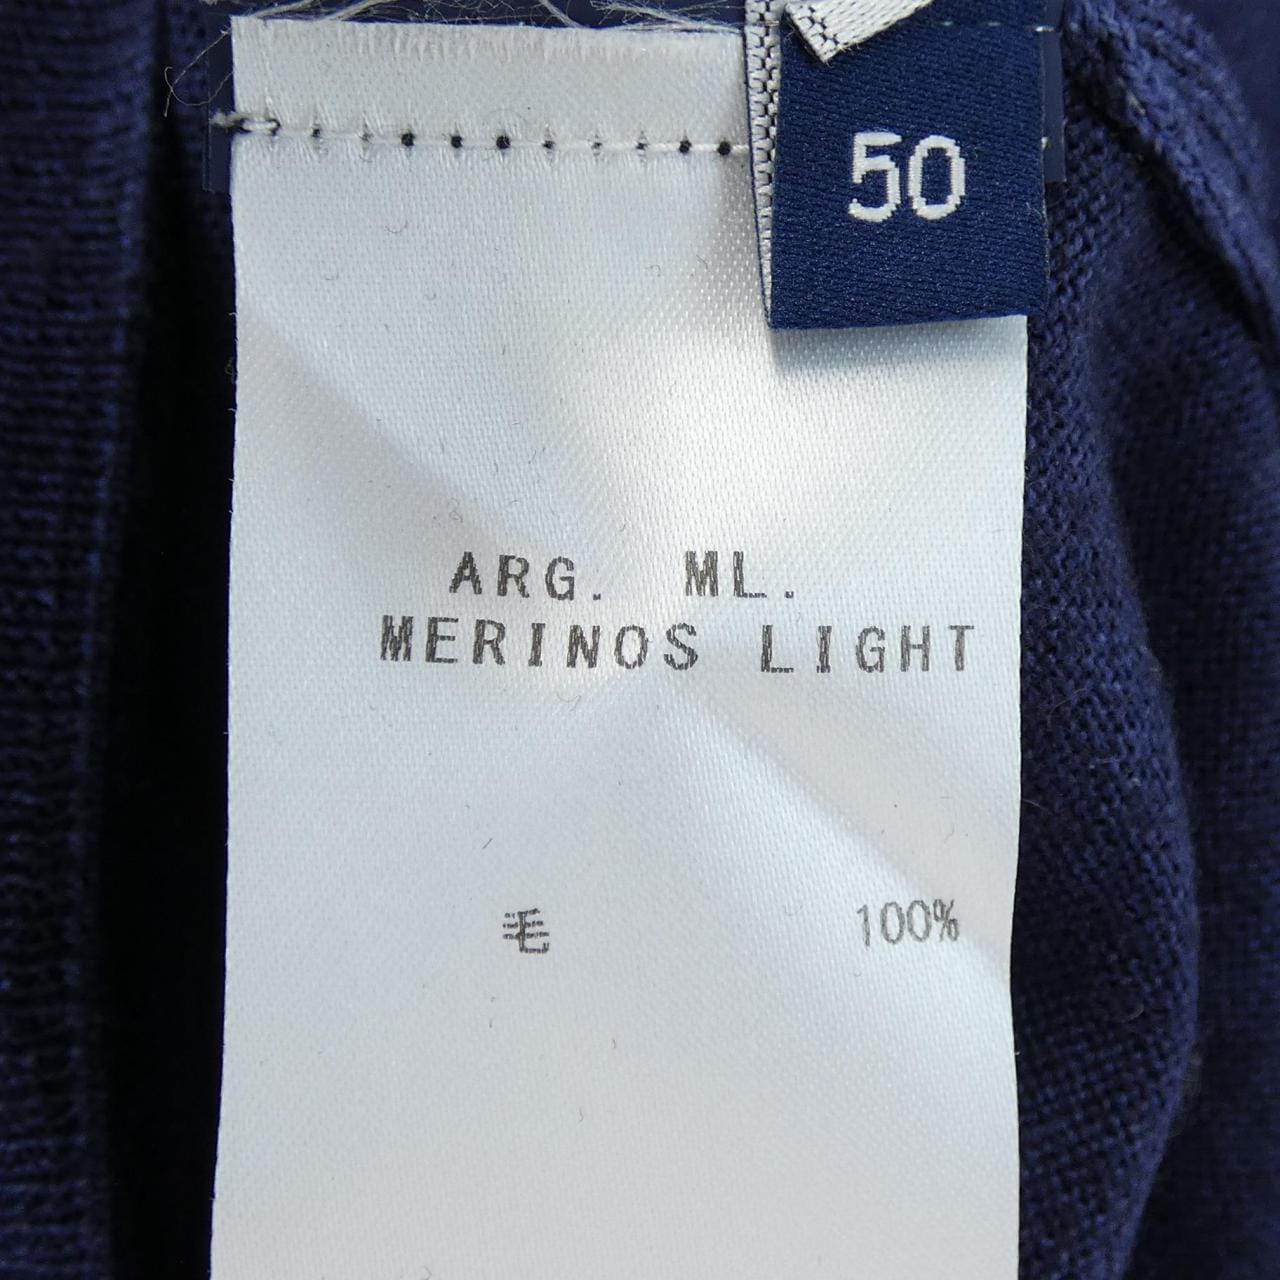 50
ARG. ML.
MERINOS LIGHT
毛 100%